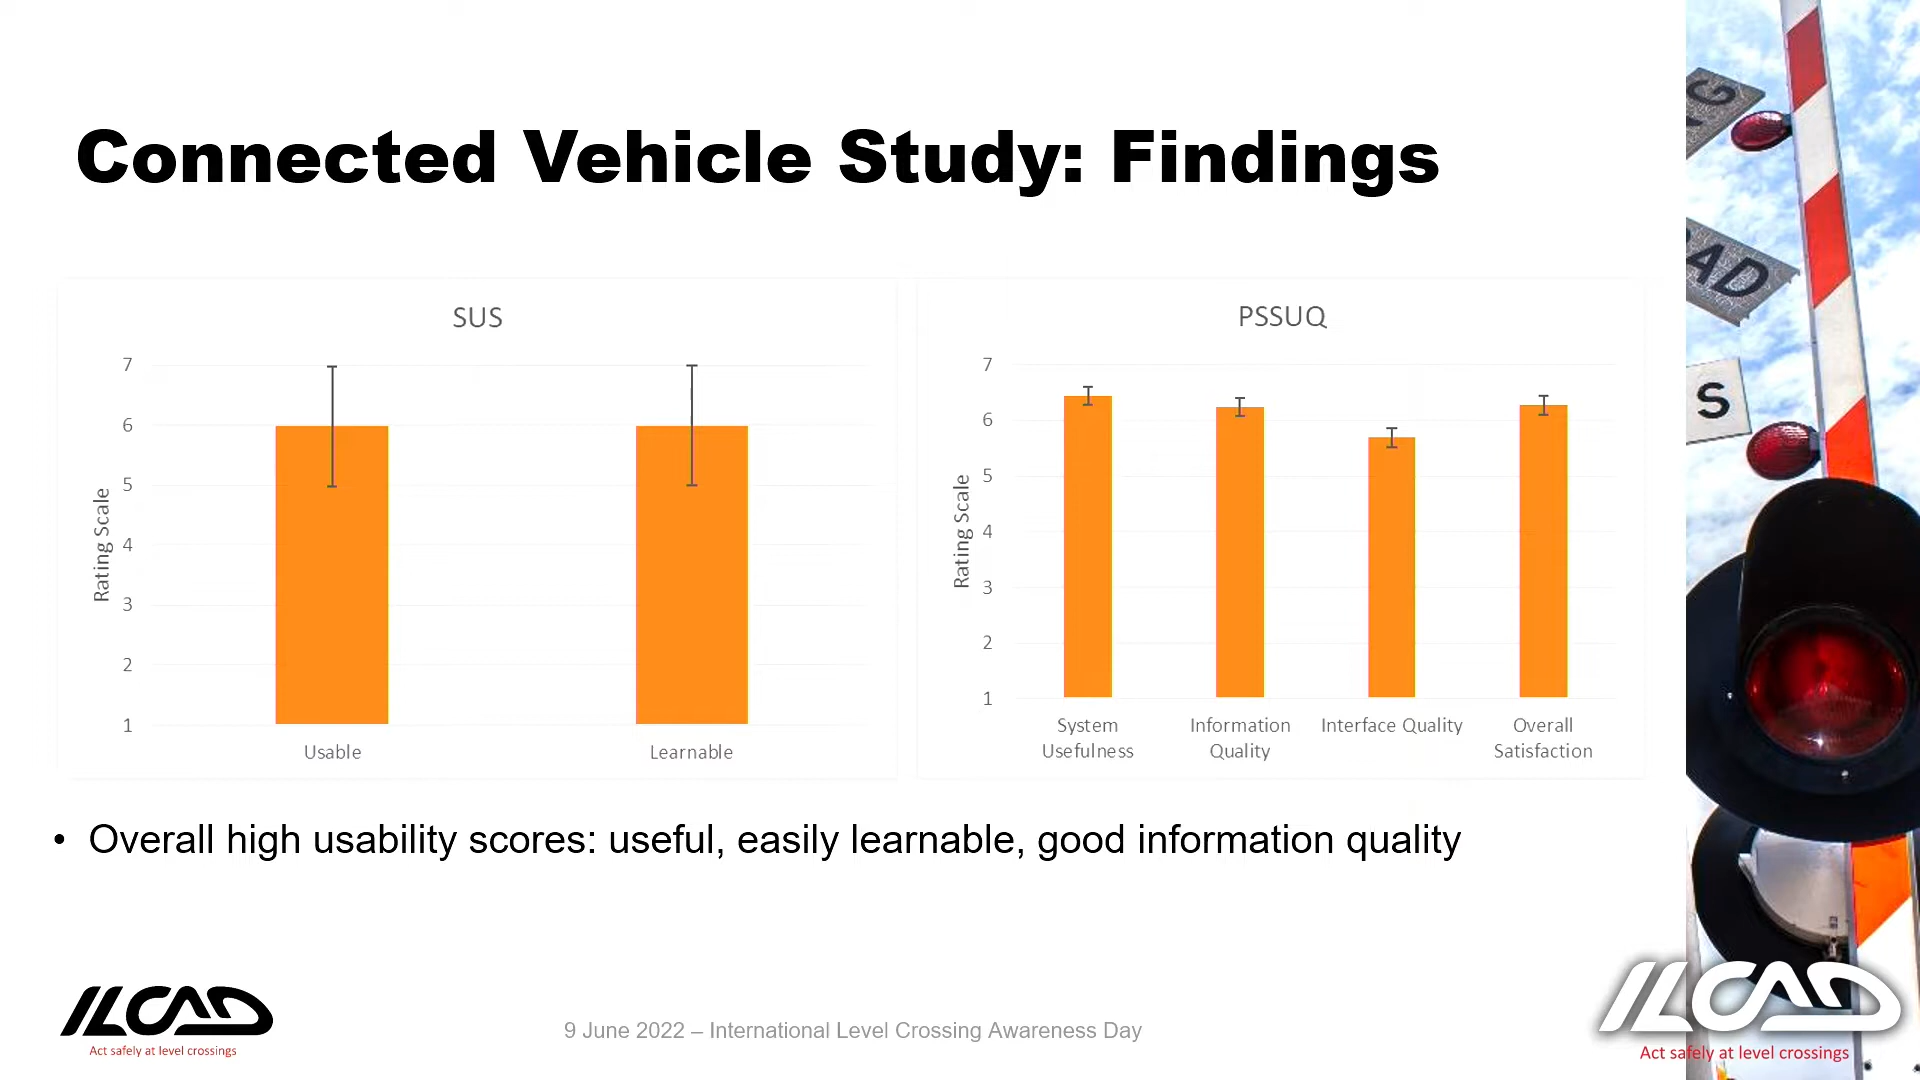 Connected Vehicle Study: Findings
SUS
7
6
5
4
3
2
1
Rating Scale
Usable
Learnable
PSSUQ
7
6
5
4
3
2
1
Rating Scale
System Usefulness
Information Quality
Interface Quality
Overall Satisfaction
• Overall high usability scores: useful, easily learnable, good information quality
ILCAD
Act safely at level crossings
9 June 2022 – International Level Crossing Awareness Day
G
AD
S
ILCAD
Act safely at level crossings